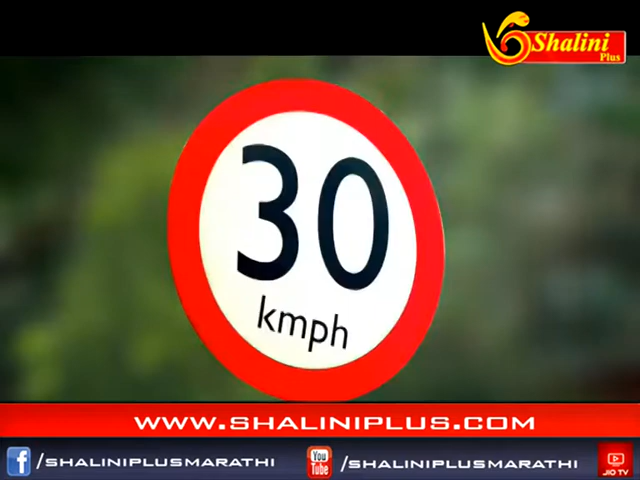 Shalini
Plus
30
kmph
WWW.SHALINIPLUS.COM
f /SHALINIPLUSMARATHI
You Tube /SHALINIPLUSMARATHI
JIO TV